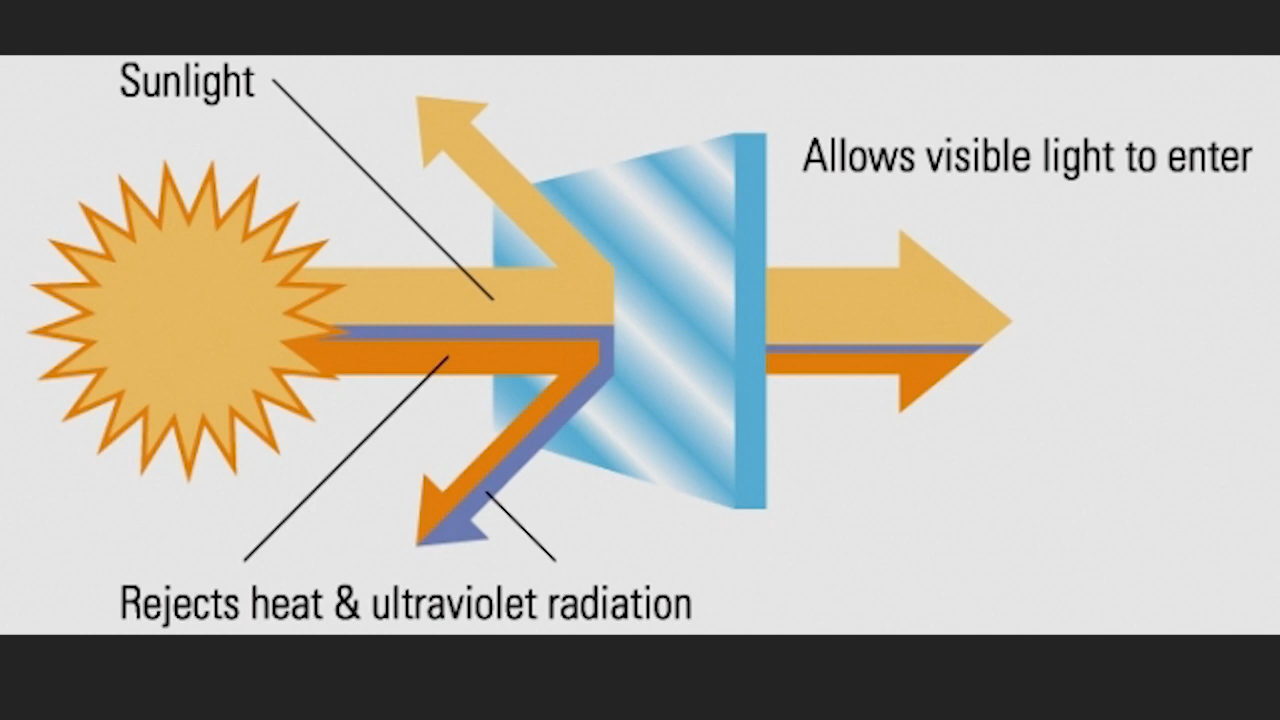 Sunlight
Allows visible light to enter
Rejects heat & ultraviolet radiation